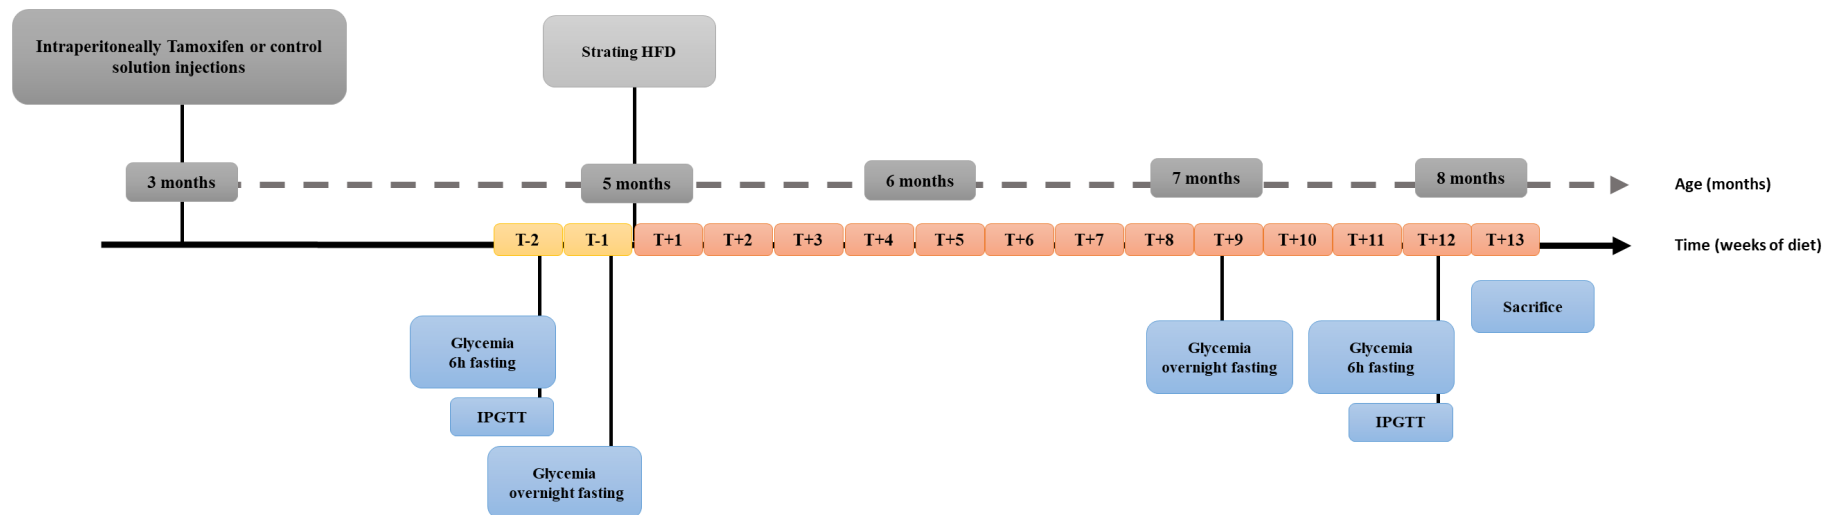 Intraperitoneally Tamoxifen or control
solution injections
Strating HFD
3 months
5 months
6 months
7 months
8 months
Age (months)
T-2
T-1
T+1
T+2
T+3
T+4
T+5
T+6
T+7
T+8
T+9
T+10
T+11
T+12
T+13
Time (weeks of diet)
Sacrifice
Glycemia
6h fasting
IPGTT
Glycemia
overnight fasting
Glycemia
overnight fasting
Glycemia
6h fasting
IPGTT